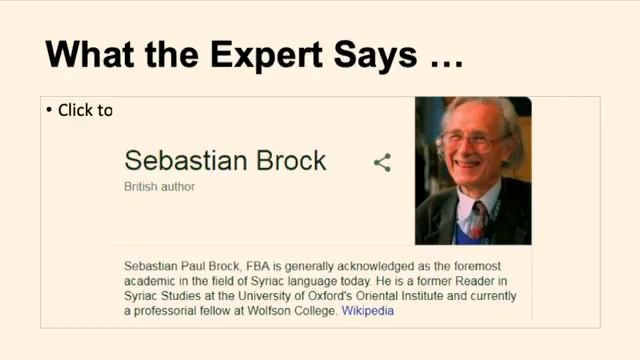 What the Expert Says …
• Click to
Sebastian Brock
British author
Sebastian Paul Brock, FBA is generally acknowledged as the foremost
academic in the field of Syriac language today. He is a former Reader in
Syriac Studies at the University of Oxford's Oriental Institute and currently
a professorial fellow at Wolfson College. Wikipedia